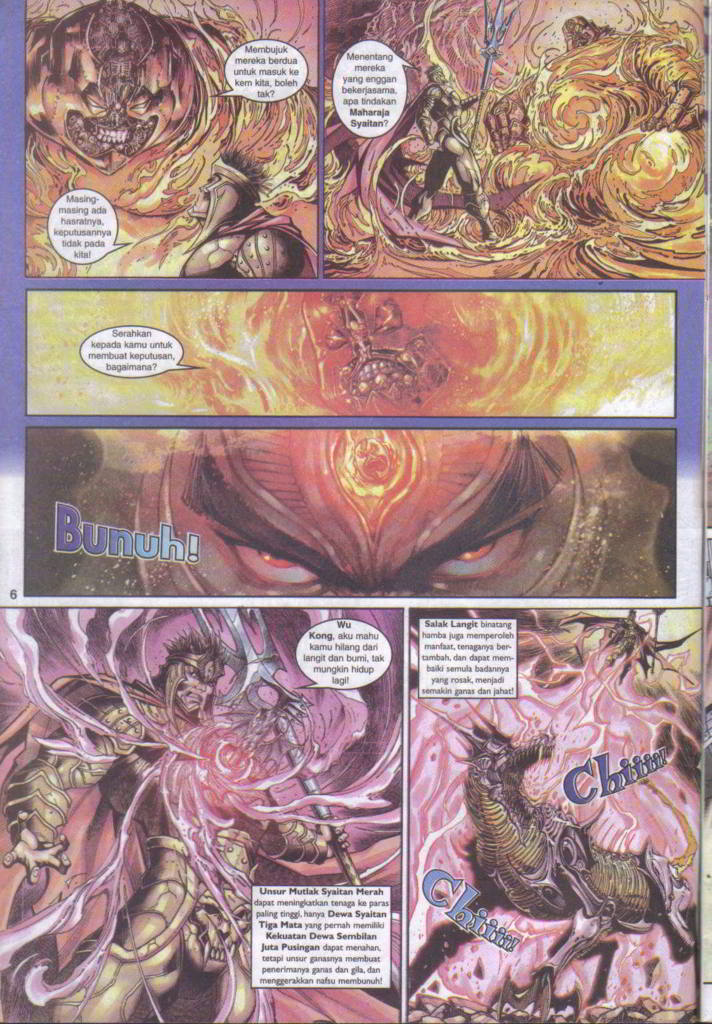 Membujuk
mereka berdua
untuk masuk ke
kem kita, boleh
tak?
Masing-
masing ada
hasratnya,
keputusannya
tidak pada
kita!
Menentang
mereka
yang enggan
bekerjasama,
apa tindakan
Maharaja
Syaitan?
Serahkan
kepada kamu untuk
membuat keputusan,
bagaimana?
Bunuh!
6
Wu
Kong, aku mahu
kamu hilang dari
langit dan bumi, tak
mungkin hidup
lagi!
Unsur Mutlak Syaitan Merah
dapat meningkatkan tenaga ke paras
paling tinggi, hanya Dewa Syaitan
Tiga Mata yang pernah memiliki
Kekuatan Dewa Sembilan
Juta Pusingan dapat menahan,
tetapi unsur ganasnya membuat
penerimanya ganas dan gila, dan
menggerakkan nafsu membunuh!
Salak Langit binatang
hamba juga memperoleh
manfaat, tenaganya ber-
tambah, dan dapat mem-
baiki semula badannya
yang rosak, menjadi
semakin ganas dan jahat!
Chiiiii!
Chiiiii!